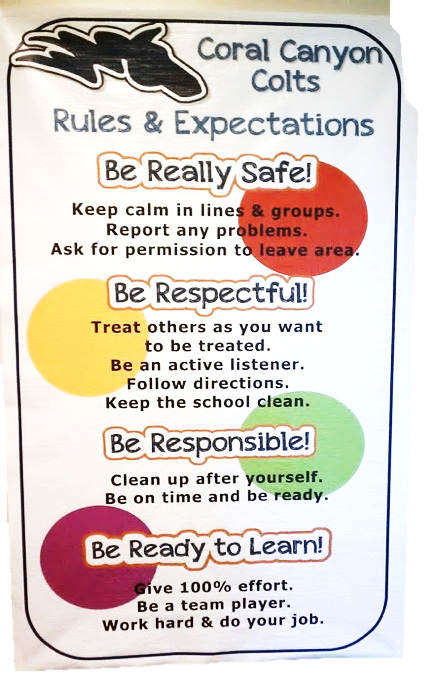 Coral Canyon
Colts
Rules & Expectations
Be Really Safe!
Keep calm in lines & groups.
Report any problems.
Ask for permission to leave area.
Be Respectful!
Treat others as you want
to be treated.
Be an active listener.
Follow directions.
Keep the school clean.
Be Responsible!
Clean up after yourself.
Be on time and be ready.
Be Ready to Learn!
Give 100% effort.
Be a team player.
Work hard & do your job.